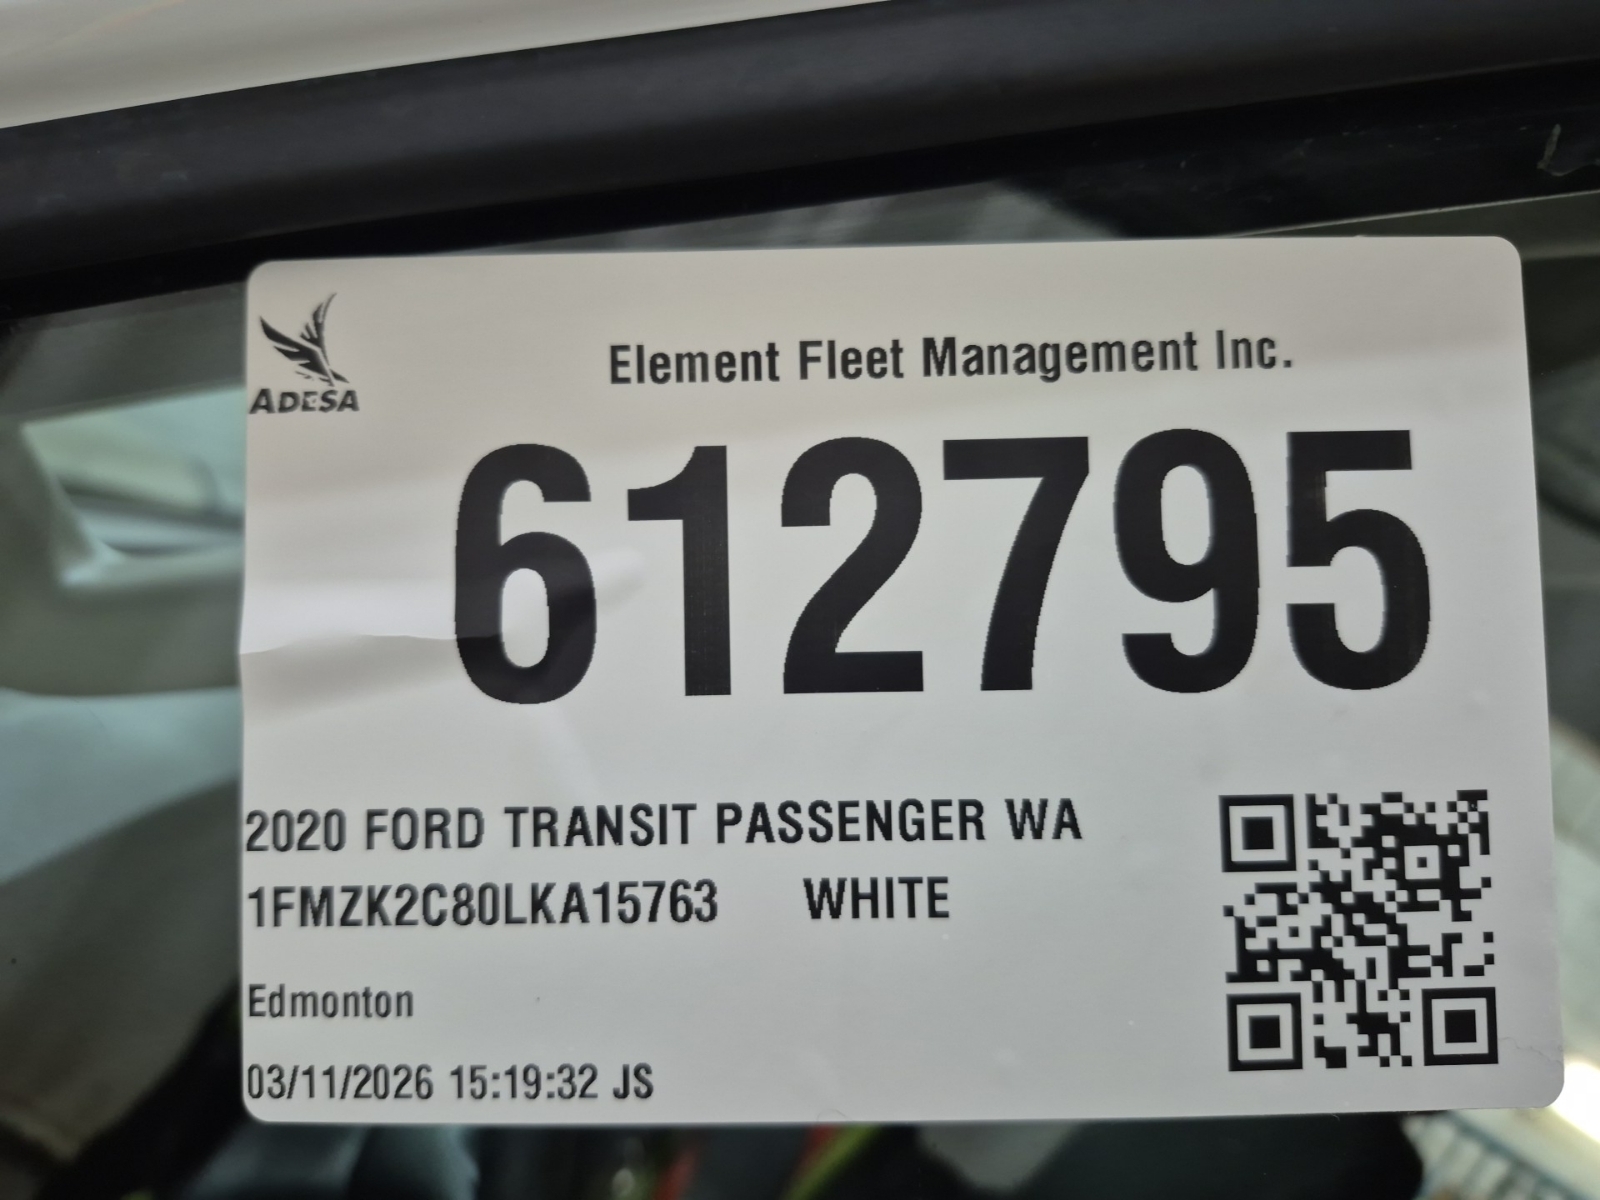 ADESA
Element Fleet Management Inc.
612795
2020 FORD TRANSIT PASSENGER WA
1FMZK2C80LKA15763 WHITE
Edmonton
03/11/2026 15:19:32 JS